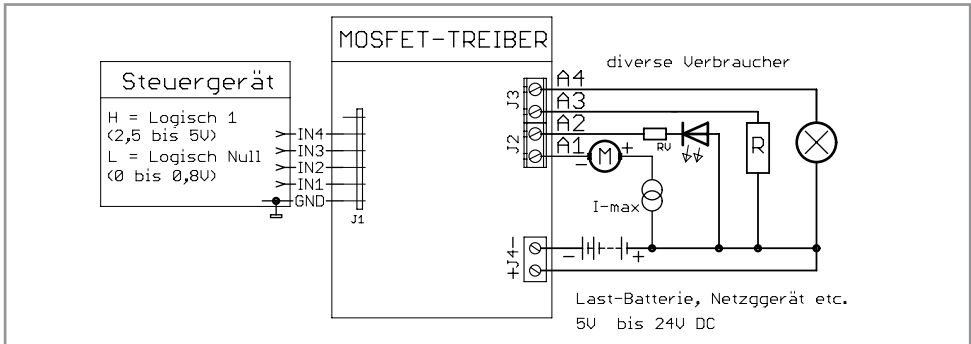 MOSFET-TREIBER
Steuergerät
H = Logisch 1
(2,5 bis 5V)
L = Logisch Null
(0 bis 0,8V)
IN4
IN3
IN2
IN1
GND
J1
diverse Verbraucher
J3
A4
A3
J2
A2
A1
RV
M
- +
R
I-max
+J4-
- +
Last-Batterie, Netzggerät etc.
5V bis 24V DC